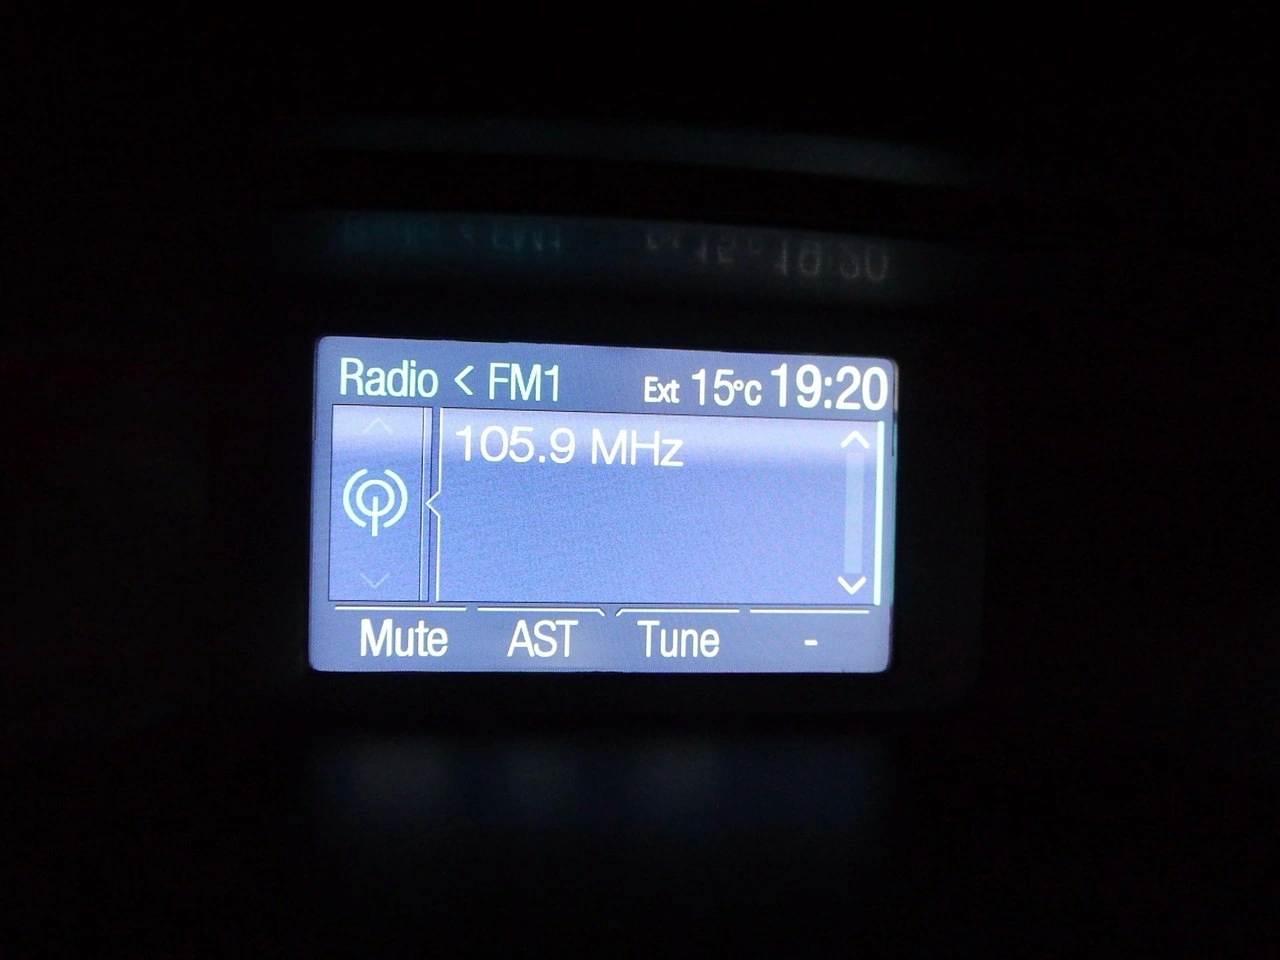 Radio < FM1 Ext 15°C 19:20
105.9 MHz
Mute AST Tune -